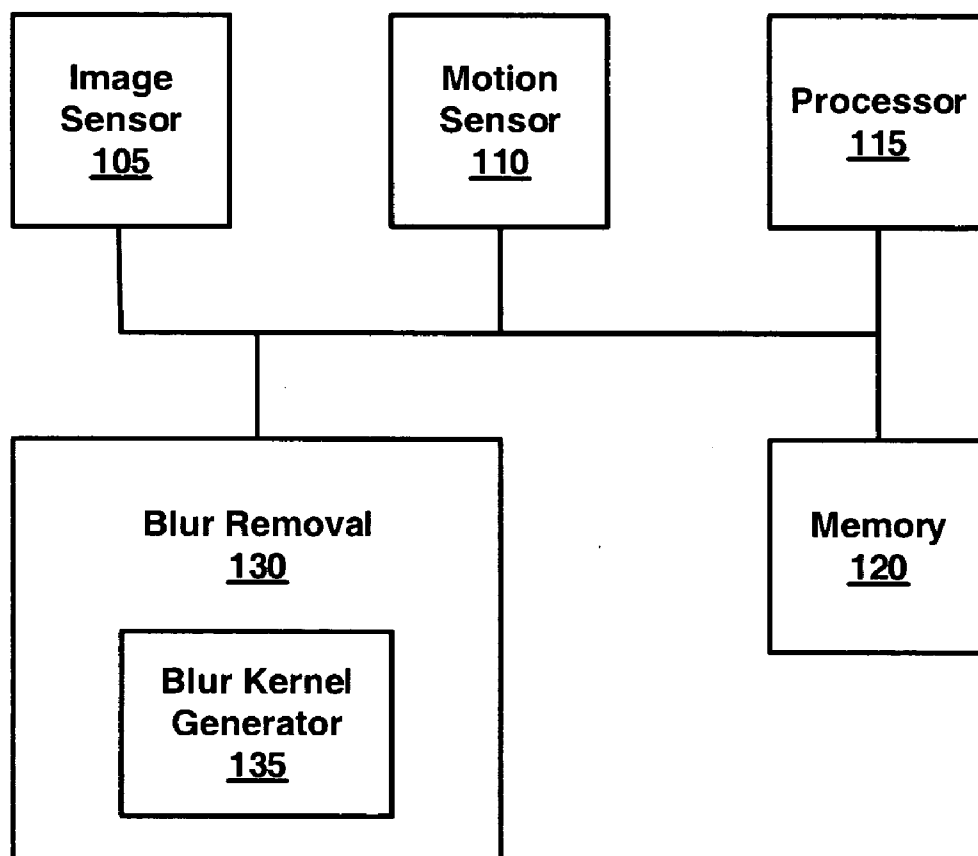 Image
Sensor
105
Motion
Sensor
110
Processor
115
Blur Removal
130
Memory
120
Blur Kernel
Generator
135